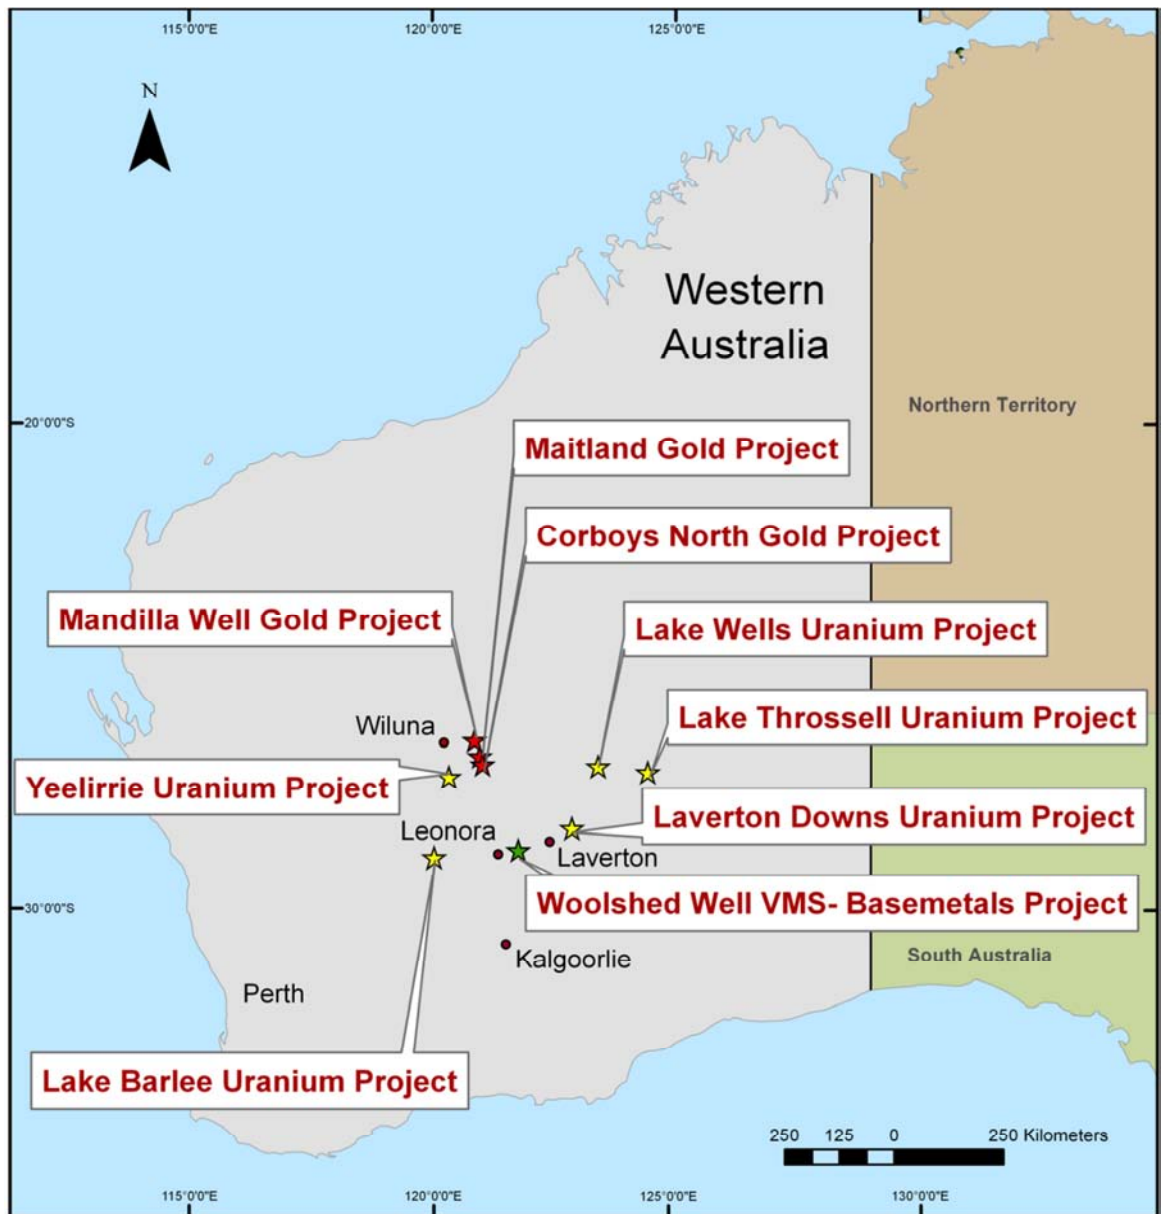 115°0'0"E 120°0'0"E 125°0'0"E 130°0'0"E
N
Western
Australia
Northern Territory
20°0'0"S
Maitland Gold Project
Corboys North Gold Project
Mandilla Well Gold Project
Lake Wells Uranium Project
Lake Throssell Uranium Project
Wiluna
Yeelirrie Uranium Project
Laverton Downs Uranium Project
Leonora
Laverton
Woolshed Well VMS- Basemetals Project
30°0'0"S
South Australia
Kalgoorlie
Perth
Lake Barlee Uranium Project
250 125 0 250 Kilometers
115°0'0"E 120°0'0"E 125°0'0"E 130°0'0"E